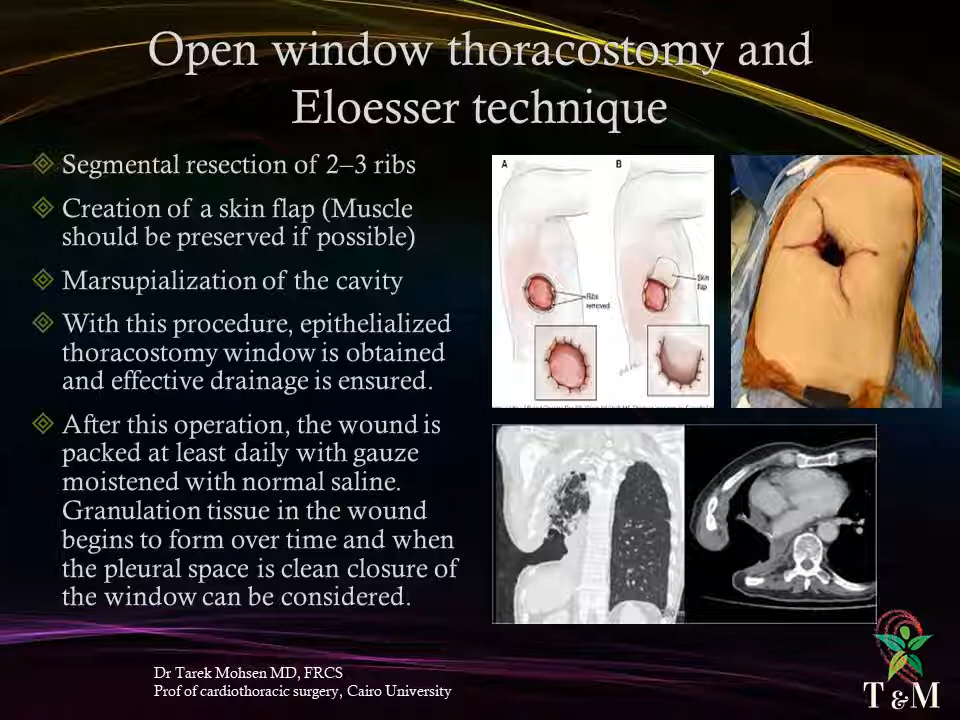 Open window thoracostomy and
Eloesser technique
Segmental resection of 2–3 ribs
Creation of a skin flap (Muscle
should be preserved if possible)
Marsupialization of the cavity
With this procedure, epithelialized
thoracostomy window is obtained
and effective drainage is ensured.
After this operation, the wound is
packed at least daily with gauze
moistened with normal saline.
Granulation tissue in the wound
begins to form over time and when
the pleural space is clean closure of
the window can be considered.
A
B
Ribs
removed
Skin
flap
Dr Tarek Mohsen MD, FRCS
Prof of cardiothoracic surgery, Cairo University
T & M